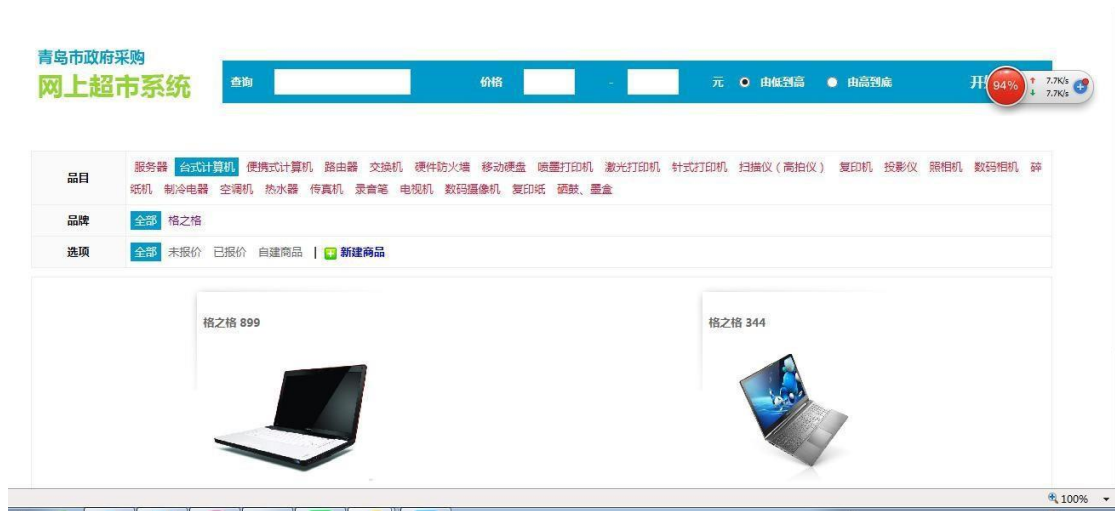 青岛市政府采购
网上超市系统
查询 价格 - 元 由低到高 由高到底
94%
7.7K/s
7.7K/s
品目 服务器 台式计算机 便携式计算机 路由器 交换机 硬件防火墙 移动硬盘 喷墨打印机 激光打印机 针式打印机 扫描仪（高拍仪） 复印机 投影仪 照相机 数码相机 碎
纸机 制冷电器 空调机 热水器 传真机 录音笔 电视机 数码摄像机 复印纸 硒鼓、墨盒
品牌 全部 格之格
选项 全部 未报价 已报价 自建商品 | 新建商品
格之格 899 格之格 344
100%